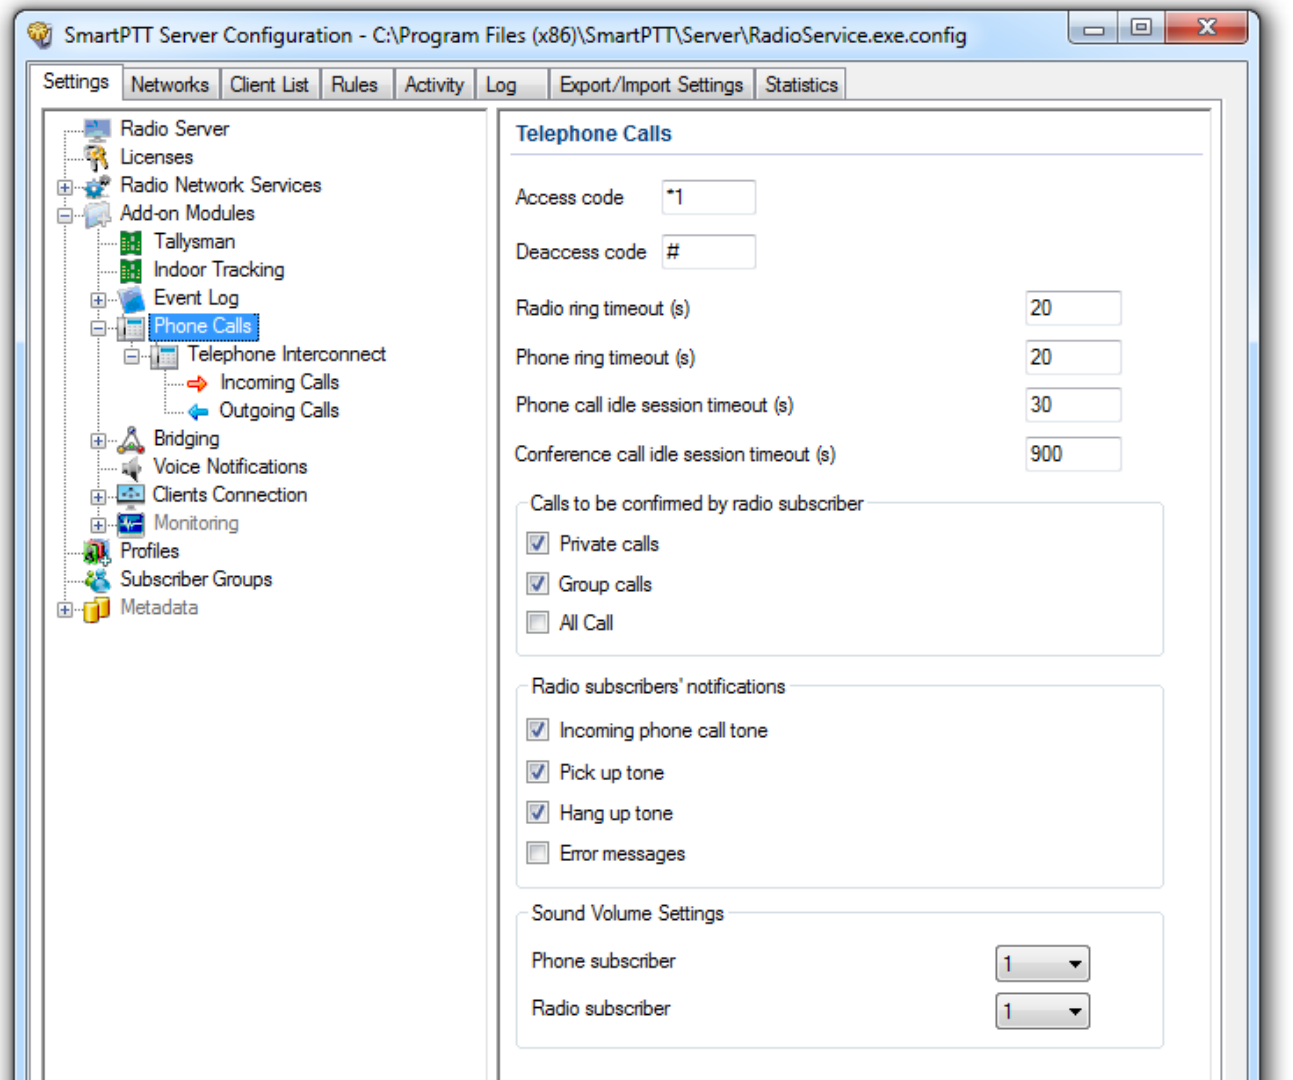 SmartPTT Server Configuration - C:\Program Files (x86)\SmartPTT\Server\RadioService.exe.config
Settings Networks Client List Rules Activity Log Export/Import Settings Statistics
Radio Server
Licenses
Radio Network Services
Add-on Modules
Tallysman
Indoor Tracking
Event Log
Phone Calls
Telephone Interconnect
Incoming Calls
Outgoing Calls
Bridging
Voice Notifications
Clients Connection
Monitoring
Profiles
Subscriber Groups
Metadata
Telephone Calls
Access code *1
Deaccess code #
Radio ring timeout (s) 20
Phone ring timeout (s) 20
Phone call idle session timeout (s) 30
Conference call idle session timeout (s) 900
Calls to be confirmed by radio subscriber
Private calls
Group calls
All Call
Radio subscribers' notifications
Incoming phone call tone
Pick up tone
Hang up tone
Error messages
Sound Volume Settings
Phone subscriber 1
Radio subscriber 1